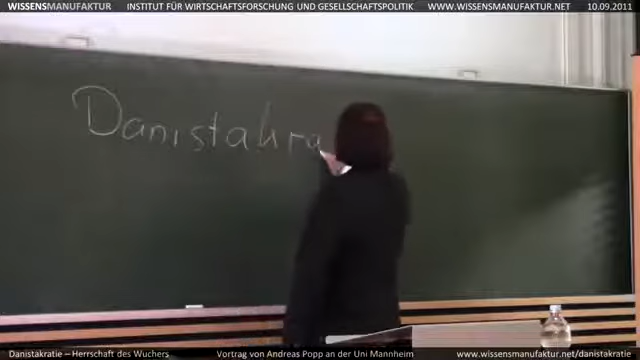 WISSENSMANUFAKTUR INSTITUT FÜR WIRTSCHAFTSFORSCHUNG UND GESELLSCHAFTSPOLITIK WWW.WISSENSMANUFAKTUR.NET 10.09.2011
Danistakra
Danistakratie – Herrschaft des Wuchers Vortrag von Andreas Popp an der Uni Mannheim www.wissensmanufaktur.net/danistakratie